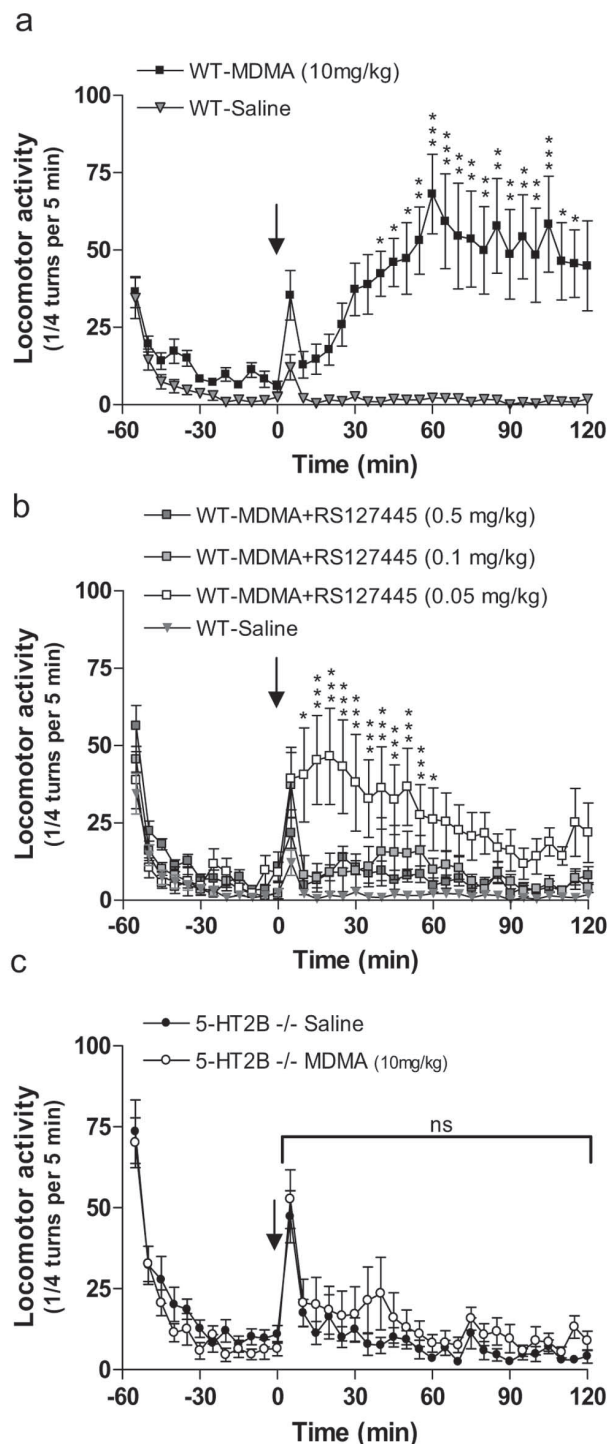 a
WT-MDMA (10mg/kg)
WT-Saline
100
75
50
25
0
Locomotor activity
(1/4 turns per 5 min)
* * * * * * * * * * * * * * * * * * * * * * * * * * * * * * *
-60 -30 0 30 60 90 120
Time (min)
b
WT-MDMA+RS127445 (0.5 mg/kg)
WT-MDMA+RS127445 (0.1 mg/kg)
WT-MDMA+RS127445 (0.05 mg/kg)
WT-Saline
100
75
50
25
0
Locomotor activity
(1/4 turns per 5 min)
* *** *** *** *** *** *** *** *** ** *
-60 -30 0 30 60 90 120
Time (min)
c
5-HT2B -/- Saline
5-HT2B -/- MDMA (10mg/kg)
100
75
50
25
0
Locomotor activity
(1/4 turns per 5 min)
ns
-60 -30 0 30 60 90 120
Time (min)